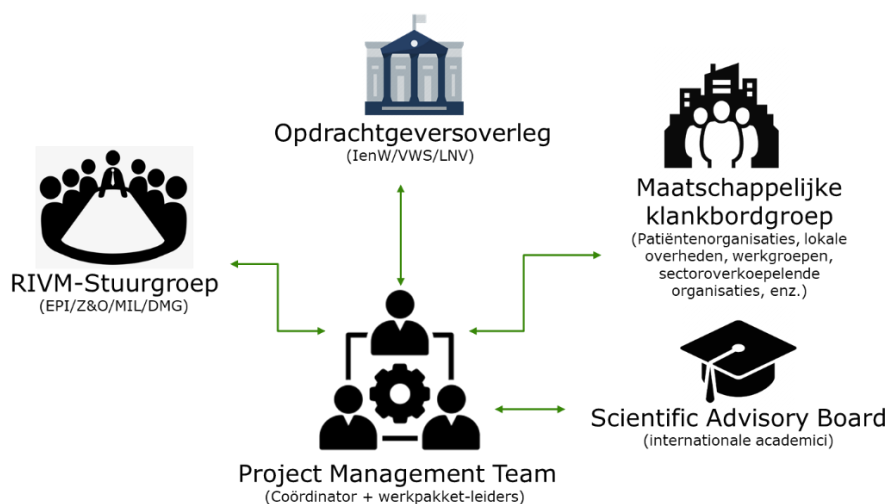 Opdrachtgeversoverleg
(IenW/VWS/LNV)
Maatschappelijke
klankbordgroep
(Patiëntenorganisaties, lokale
overheden, werkgroepen,
sectoroverkoepelende
organisaties, enz.)
RIVM-Stuurgroep
(EPI/Z&O/MIL/DMG)
Scientific Advisory Board
(internationale academici)
Project Management Team
(Coördinator + werkpakket-leiders)